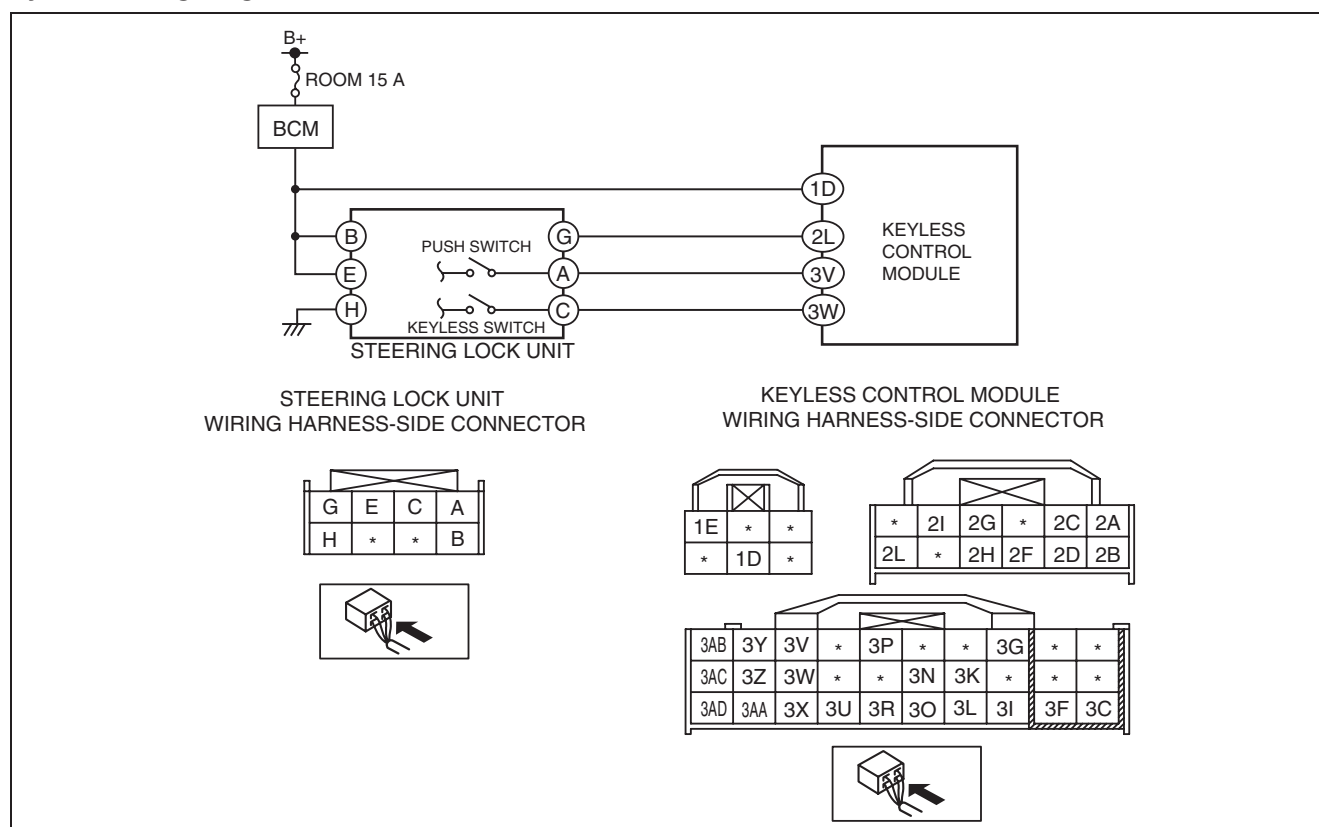 B+
ROOM 15 A
BCM
1D
B
G
2L
PUSH SWITCH
KEYLESS
CONTROL
MODULE
E
A
3V
H
C
3W
KEYLESS SWITCH
STEERING LOCK UNIT
STEERING LOCK UNIT
WIRING HARNESS-SIDE CONNECTOR
KEYLESS CONTROL MODULE
WIRING HARNESS-SIDE CONNECTOR
G E C A
H * * B
1E * *
* 1D *
* 2I 2G * 2C 2A
2L * 2H 2F 2D 2B
3AB 3Y 3V * 3P * * 3G * *
3AC 3Z 3W * * 3N 3K * * *
3AD 3AA 3X 3U 3R 3O 3L 3I 3F 3C